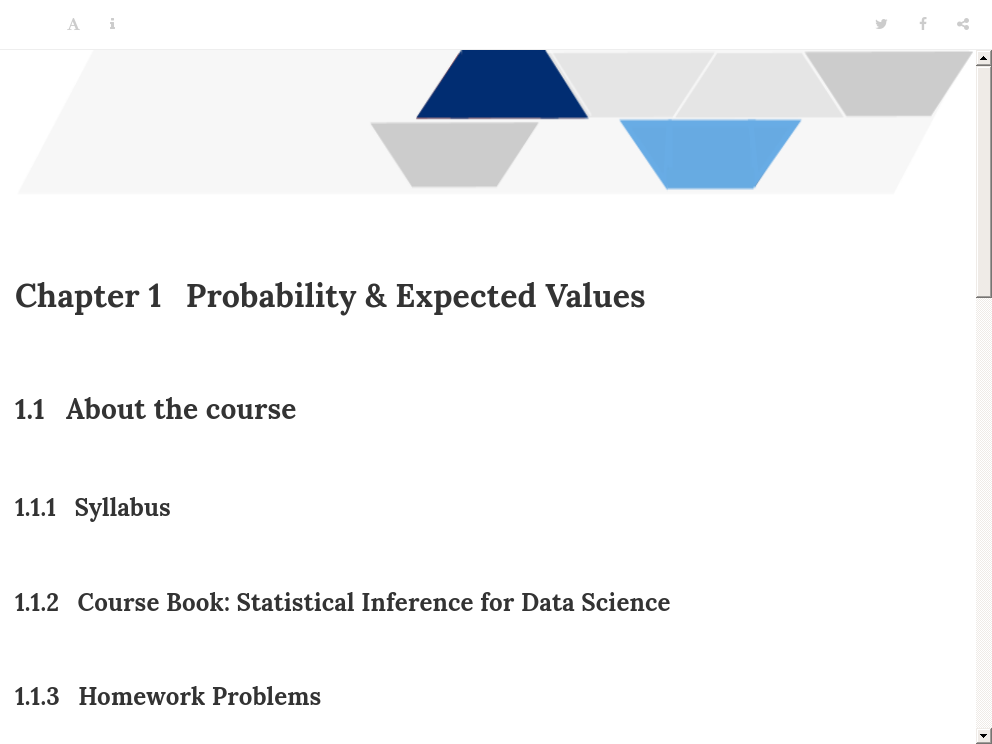 Chapter 1 Probability & Expected Values
1.1 About the course
1.1.1 Syllabus
1.1.2 Course Book: Statistical Inference for Data Science
1.1.3 Homework Problems